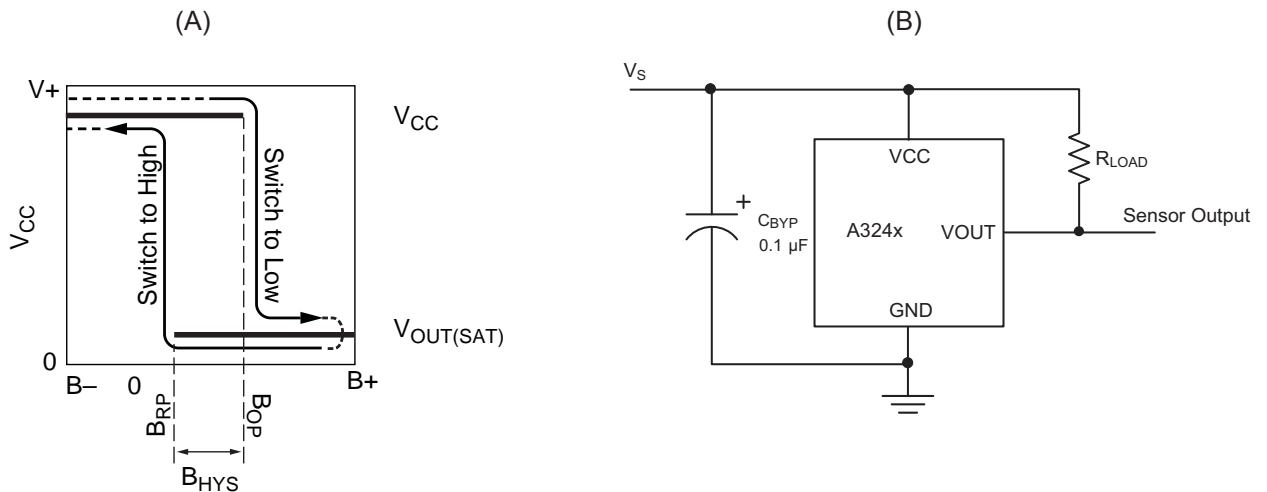 (A)
V+
VCC
0
B– 0 B+
Switch to High
Switch to Low
VCC
VOUT(SAT)
BRP
BOP
BHYS
(B)
VS
VCC
RLOAD
+
CBYP
0.1 µF
A324x
VOUT
Sensor Output
GND